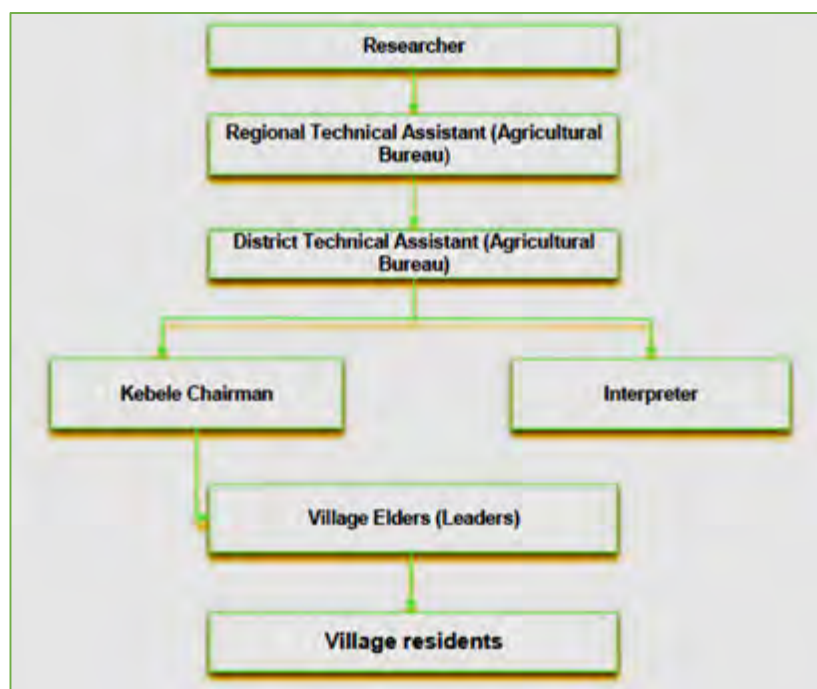 Researcher
Regional Technical Assistant (Agricultural
Bureau)
District Technical Assistant (Agricultural
Bureau)
Kebele Chairman
Interpreter
Village Elders (Leaders)
Village residents